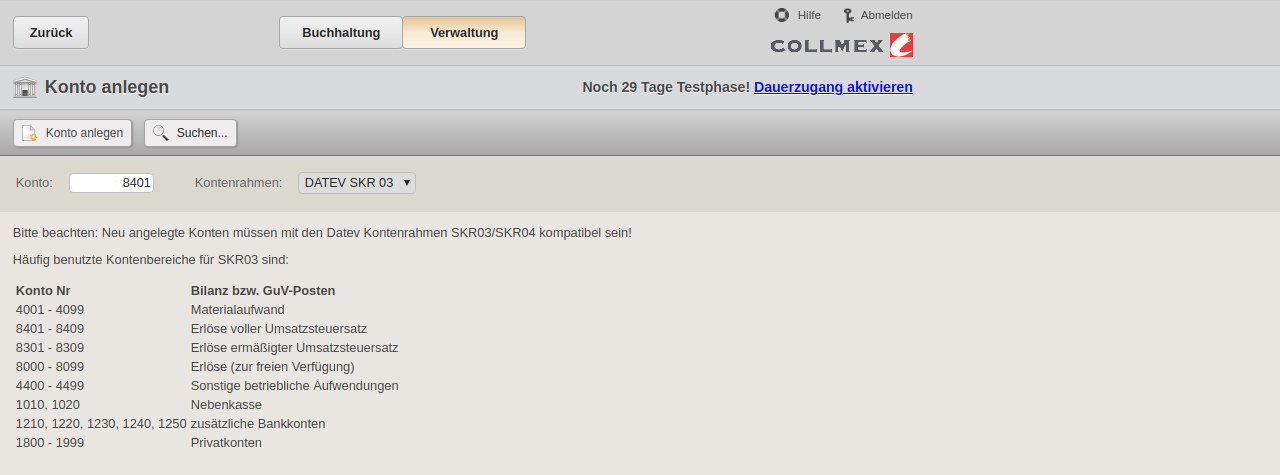 Hilfe Abmelden
Zurück Buchhaltung Verwaltung
COLLMEX
Konto anlegen Noch 29 Tage Testphase! Dauerzugang aktivieren
Konto anlegen Suchen...
Konto: 8401 Kontenrahmen: DATEV SKR 03
Bitte beachten: Neu angelegte Konten müssen mit den Datev Kontenrahmen SKR03/SKR04 kompatibel sein!
Häufig benutzte Kontenbereiche für SKR03 sind:
Konto Nr Bilanz bzw. GuV-Posten
4001 - 4099 Materialaufwand
8401 - 8409 Erlöse voller Umsatzsteuersatz
8301 - 8309 Erlöse ermäßigter Umsatzsteuersatz
8000 - 8099 Erlöse (zur freien Verfügung)
4400 - 4499 Sonstige betriebliche Aufwendungen
1010, 1020 Nebenkasse
1210, 1220, 1230, 1240, 1250 zusätzliche Bankkonten
1800 - 1999 Privatkonten